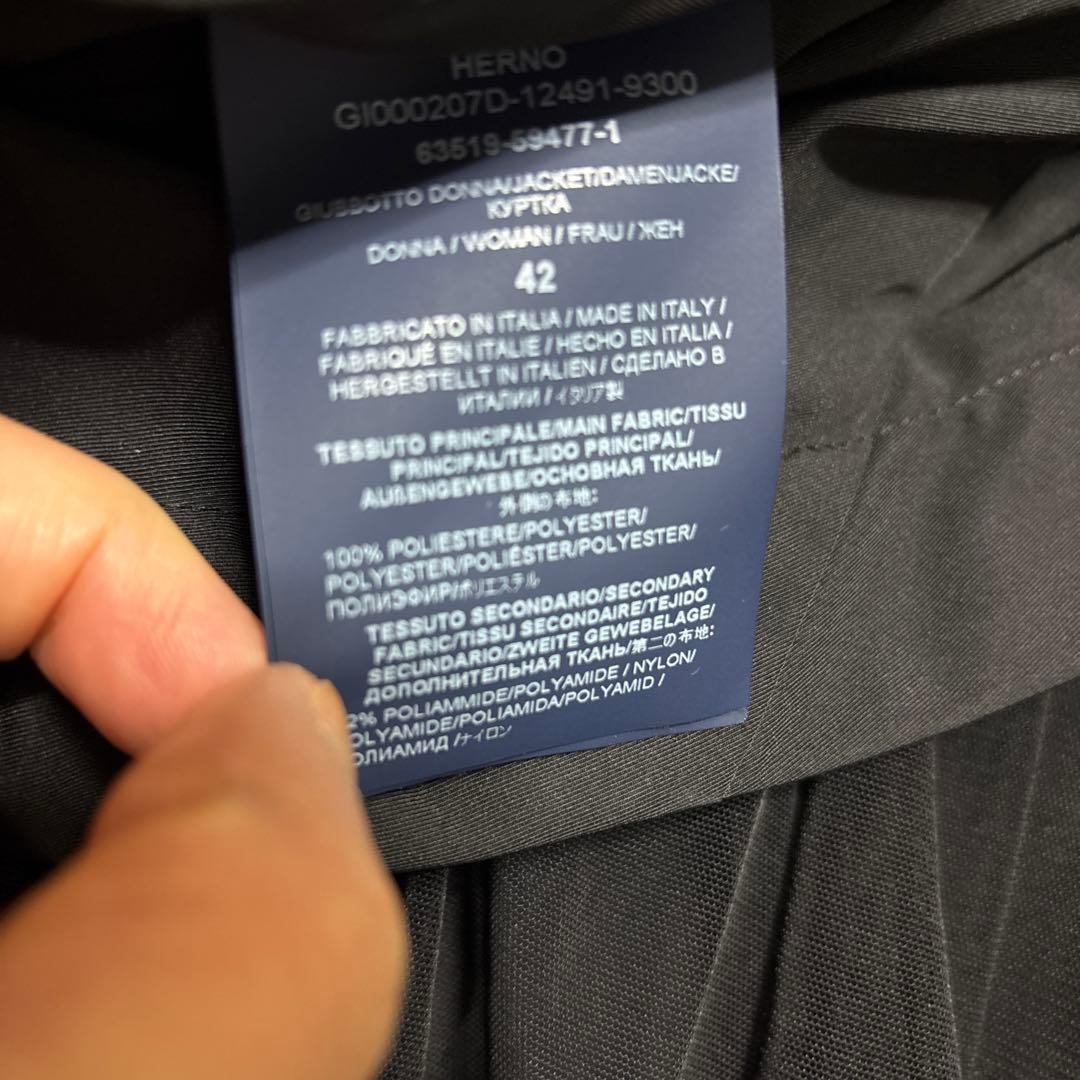 HERNO
GI000207D-12491-9300
63519-59477-1
GIUBBOTTO DONNA/JACKET/DAMENJACKE/
КУРТКА
DONNA / WOMAN / FRAU / ЖЕН
42
FABBRICATO IN ITALIA / MADE IN ITALY /
FABRIQUÉ EN ITALIE / HECHO EN ITALIA /
HERGESTELLT IN ITALIEN / СДЕЛАНО В
ИТАЛИИ / イタリア製
TESSUTO PRINCIPALE/MAIN FABRIC/TISSU
PRINCIPAL/TEJIDO PRINCIPAL/
AUßENGEWEBE/ОСНОВНАЯ ТКАНЬ/
外側の布地:
100% POLIESTERE/POLYESTER/
POLYESTER/POLIÉSTER/POLYESTER/
ПОЛИЭФИР/ポリエステル
TESSUTO SECONDARIO/SECONDARY
FABRIC/TISSU SECONDAIRE/TEJIDO
SECUNDARIO/ZWEITE GEWEBELAGE/
ДОПОЛНИТЕЛЬНАЯ ТКАНЬ/第二の布地:
2% POLIAMMIDE/POLYAMIDE / NYLON/
OLYAMIDE/POLIAMIDA/POLYAMID /
ОЛИАМИД /ナイロン